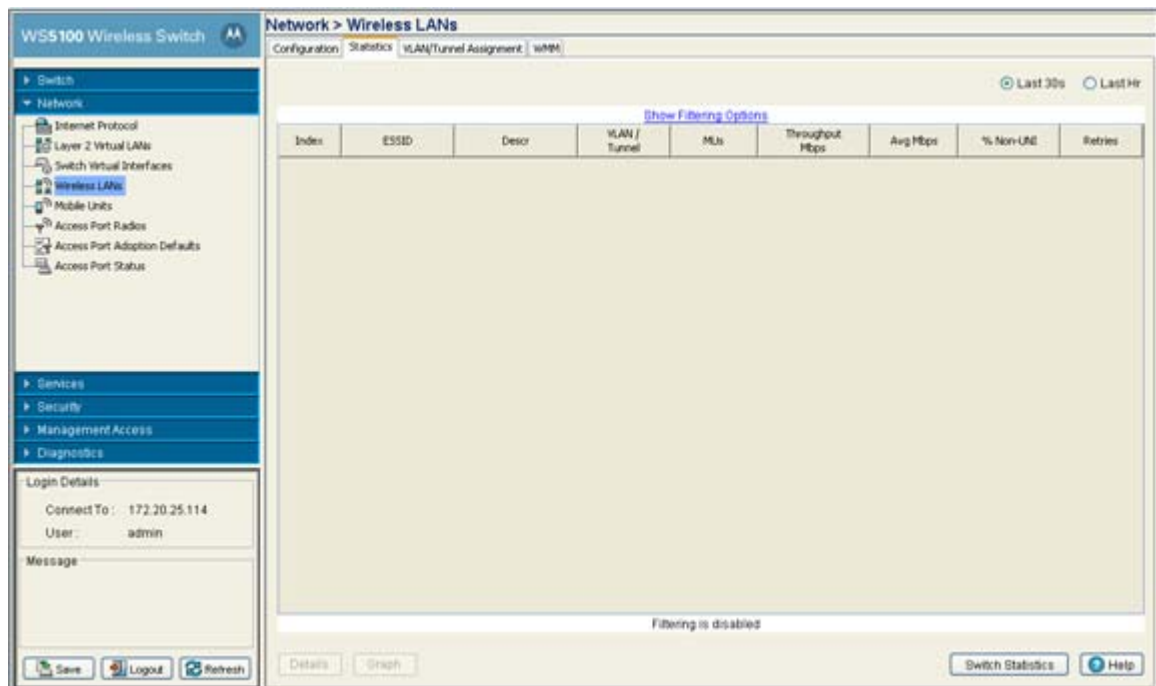 WS5100 Wireless Switch
Switch
Network
Internet Protocol
Layer 2 Virtual LANs
Switch Virtual Interfaces
Wireless LANs
Mobile Units
Access Port Radios
Access Port Adoption Defaults
Access Port Status
Services
Security
Management Access
Diagnostics
Login Details
Connect To : 172.20.25.114
User : admin
Message
Save Logout Refresh
Network > Wireless LANs
Configuration Statistics VLAN/Tunnel Assignment WMM
Last 30s Last Hr
Show Filtering Options
Index ESSID Descr VLAN / Tunnel MUs Throughput Mbps Avg Mbps % Non-UNI Retries
Filtering is disabled
Details Graph Switch Statistics Help